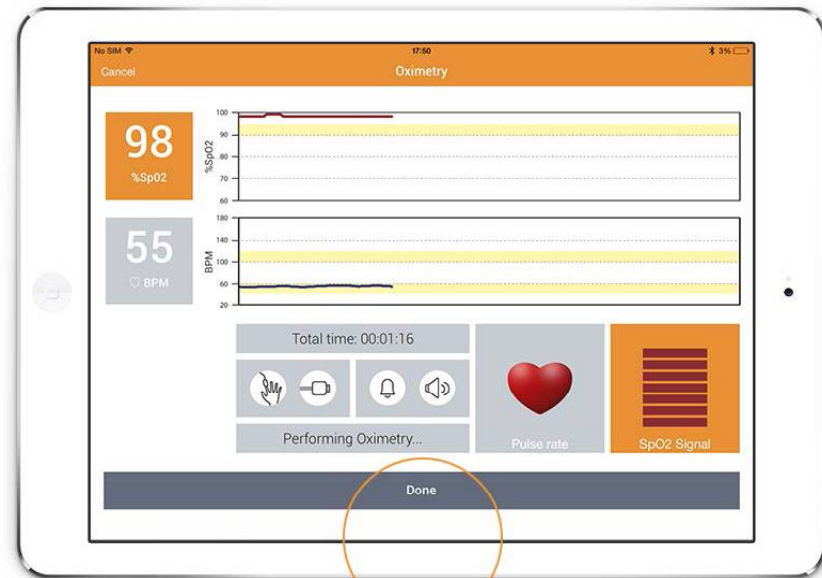 No SIM
17:50
3%
Cancel
Oximetry
98
%Sp02
%SpO2
100
90
80
70
60
55
BPM
BPM
180
140
100
60
20
Total time: 00:01:16
Performing Oximetry...
Pulse rate
SpO2 Signal
Done